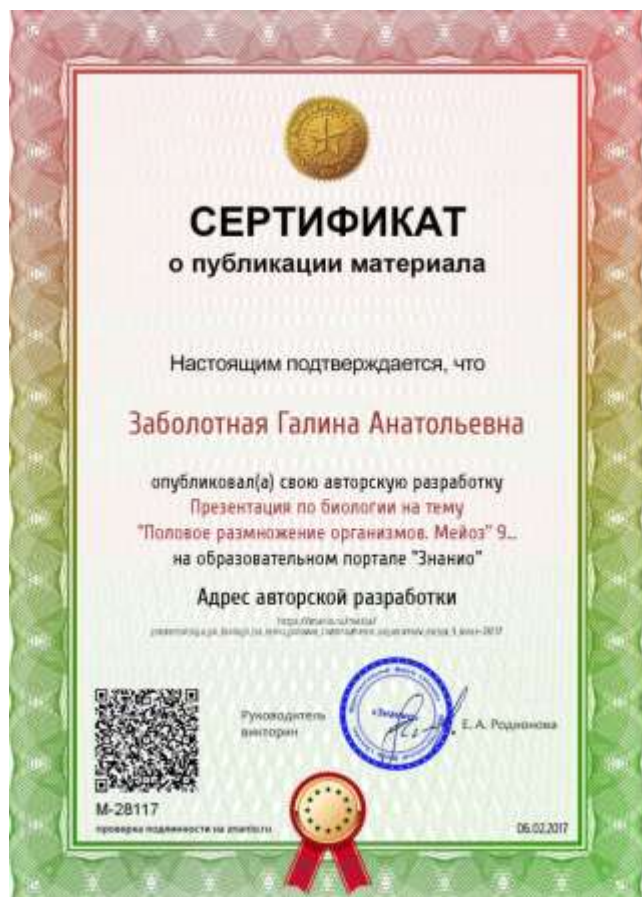 СЕРТИФИКАТ
о публикации материала
Настоящим подтверждается, что
Заболотная Галина Анатольевна
опубликовал(а) свою авторскую разработку
Презентация по биологии на тему
"Половое размножение организмов. Мейоз" 9...
на образовательном портале "Знанио"
Адрес авторской разработки
Руководитель
викторин
«Знанио»
Е. А. Родионова
М-28117
проверка подлинности на znanio.ru
06.02.2017